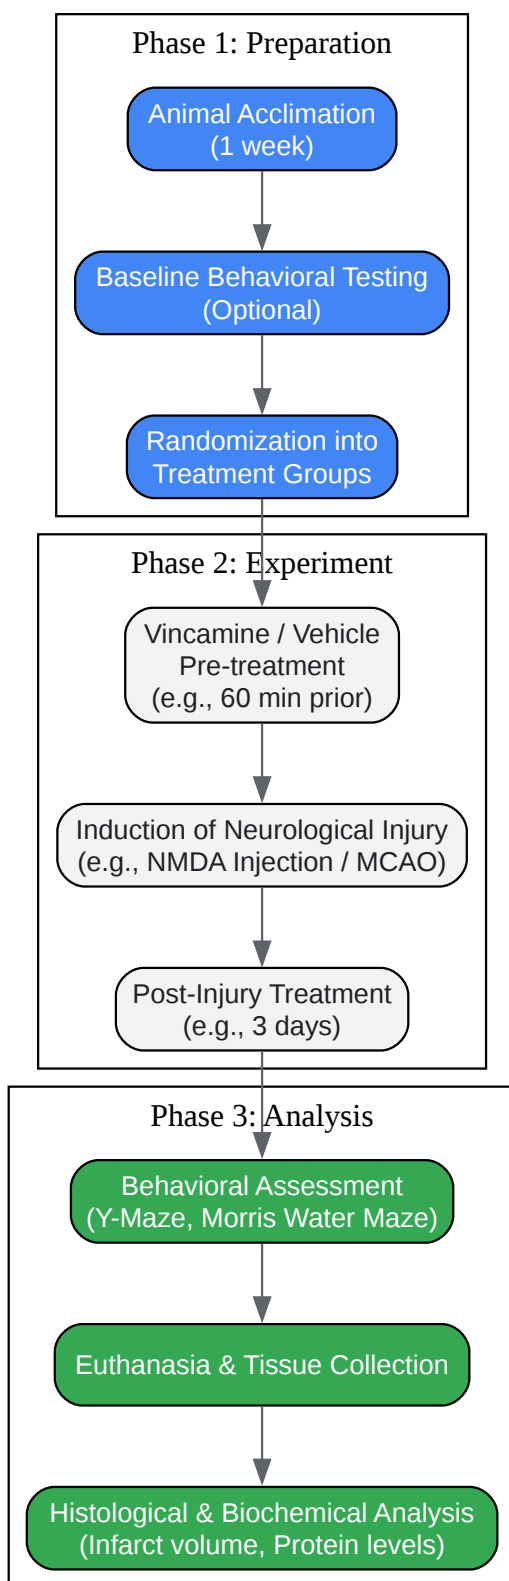 Phase 1: Preparation
Animal Acclimation
(1 week)
Baseline Behavioral Testing
(Optional)
Randomization into
Treatment Groups
Phase 2: Experiment
Vincamine / Vehicle
Pre-treatment
(e.g., 60 min prior)
Induction of Neurological Injury
(e.g., NMDA Injection / MCAO)
Post-Injury Treatment
(e.g., 3 days)
Phase 3: Analysis
Behavioral Assessment
(Y-Maze, Morris Water Maze)
Euthanasia & Tissue Collection
Histological & Biochemical Analysis
(Infarct volume, Protein levels)